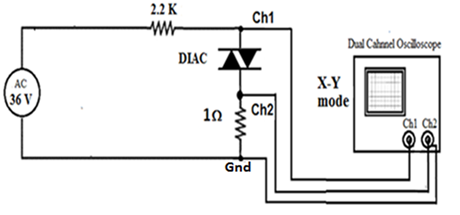 2.2 K
Ch1
Dual Cahnnel Oscilloscope
DIAC
X-Y
mode
AC
36 V
1Ω
Ch2
Ch1 Ch2
Gnd